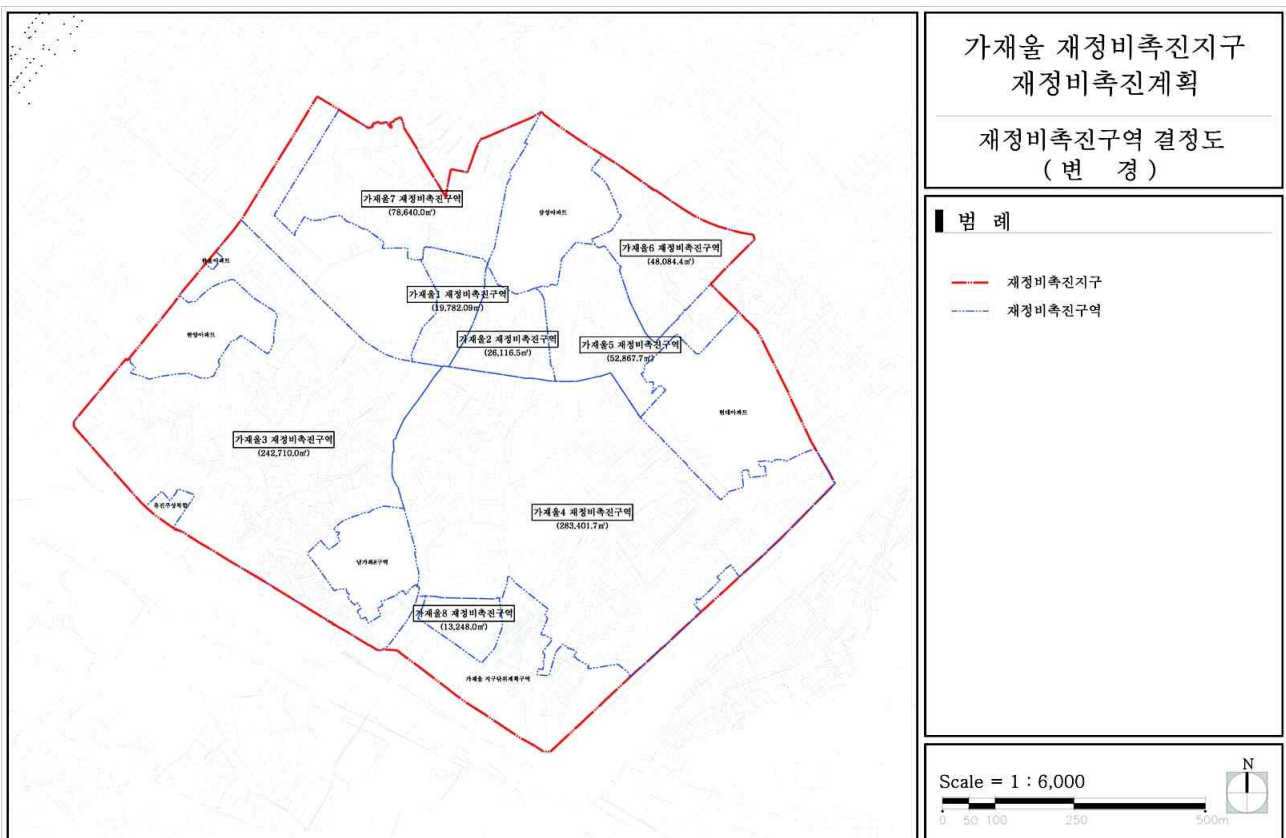 가재울 재정비촉진지구
재정비촉진계획
재정비촉진구역 결정도
( 변 경 )
범 례
재정비촉진지구
재정비촉진구역
가재울7 재정비촉진구역
(78,640.0㎡)
삼성아파트
가재울6 재정비촉진구역
(48,084.4㎡)
가재울1 재정비촉진구역
(19,782.09㎡)
한양아파트
가재울2 재정비촉진구역
(26,116.5㎡)
가재울5 재정비촉진구역
(52,867.7㎡)
현대아파트
가재울3 재정비촉진구역
(242,710.0㎡)
가재울4 재정비촉진구역
(283,401.7㎡)
남가좌8구역
가재울8 재정비촉진구역
(13,248.0㎡)
가재울 지구단위계획구역
Scale = 1 : 6,000
N
0 50 100 250 500m